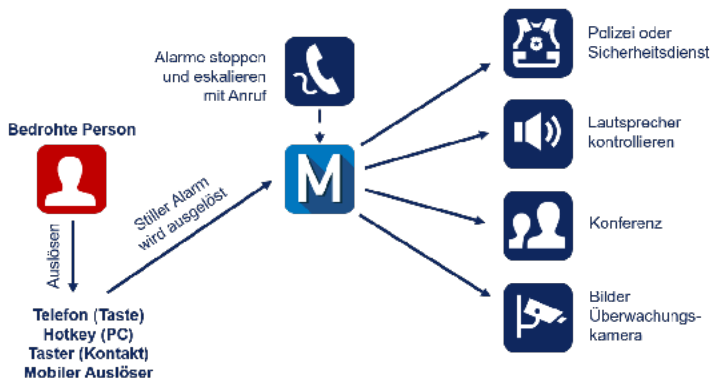 Alarme stoppen
und eskalieren
mit Anruf
Polizei oder
Sicherheitsdienst
Bedrohte Person
Lautsprecher
kontrollieren
M
Stiller Alarm
wird ausgelöst
Konferenz
Auslösen
Telefon (Taste)
Hotkey (PC)
Taster (Kontakt)
Mobiler Auslöser
Bilder
Überwachungs-
kamera